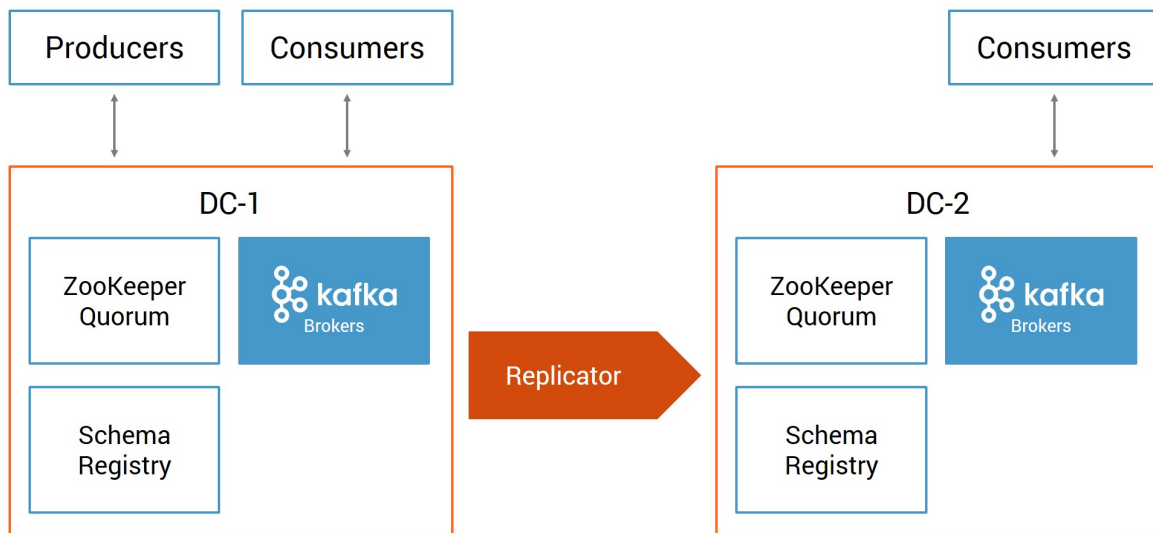 Producers
Consumers
Consumers
DC-1
ZooKeeper
Quorum
kafka
Brokers
Schema
Registry
Replicator
DC-2
ZooKeeper
Quorum
kafka
Brokers
Schema
Registry